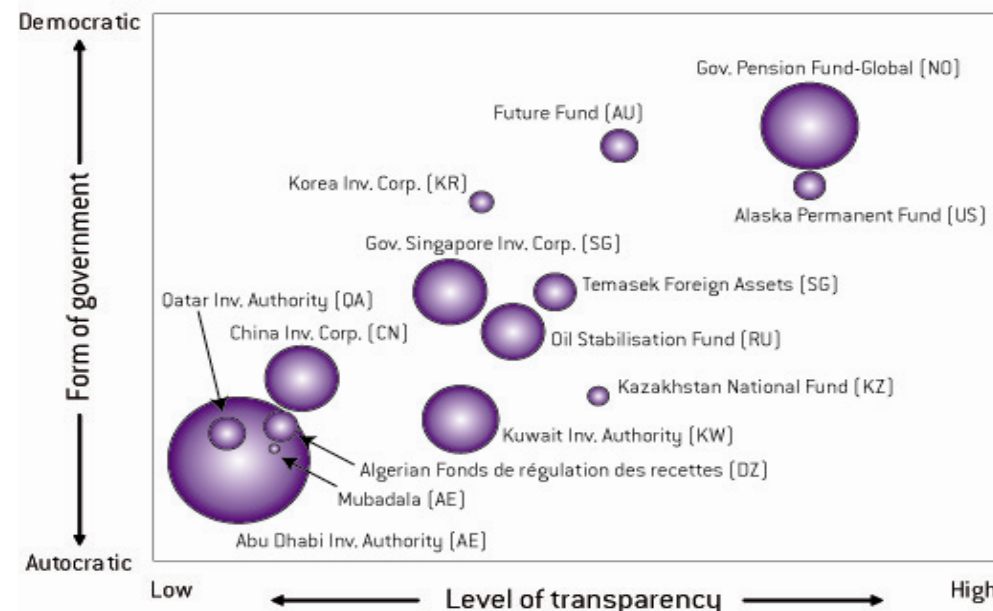 Democratic
Gov. Pension Fund-Global (NO)
Future Fund (AU)
Korea Inv. Corp. (KR)
Alaska Permanent Fund (US)
Gov. Singapore Inv. Corp. (SG)
Form of government
Temasek Foreign Assets (SG)
Qatar Inv. Authority (QA)
China Inv. Corp. (CN)
Oil Stabilisation Fund (RU)
Kazakhstan National Fund (KZ)
Kuwait Inv. Authority (KW)
Algerian Fonds de régulation des recettes (DZ)
Mubadala (AE)
Abu Dhabi Inv. Authority (AE)
Autocratic
Low
Level of transparency
High